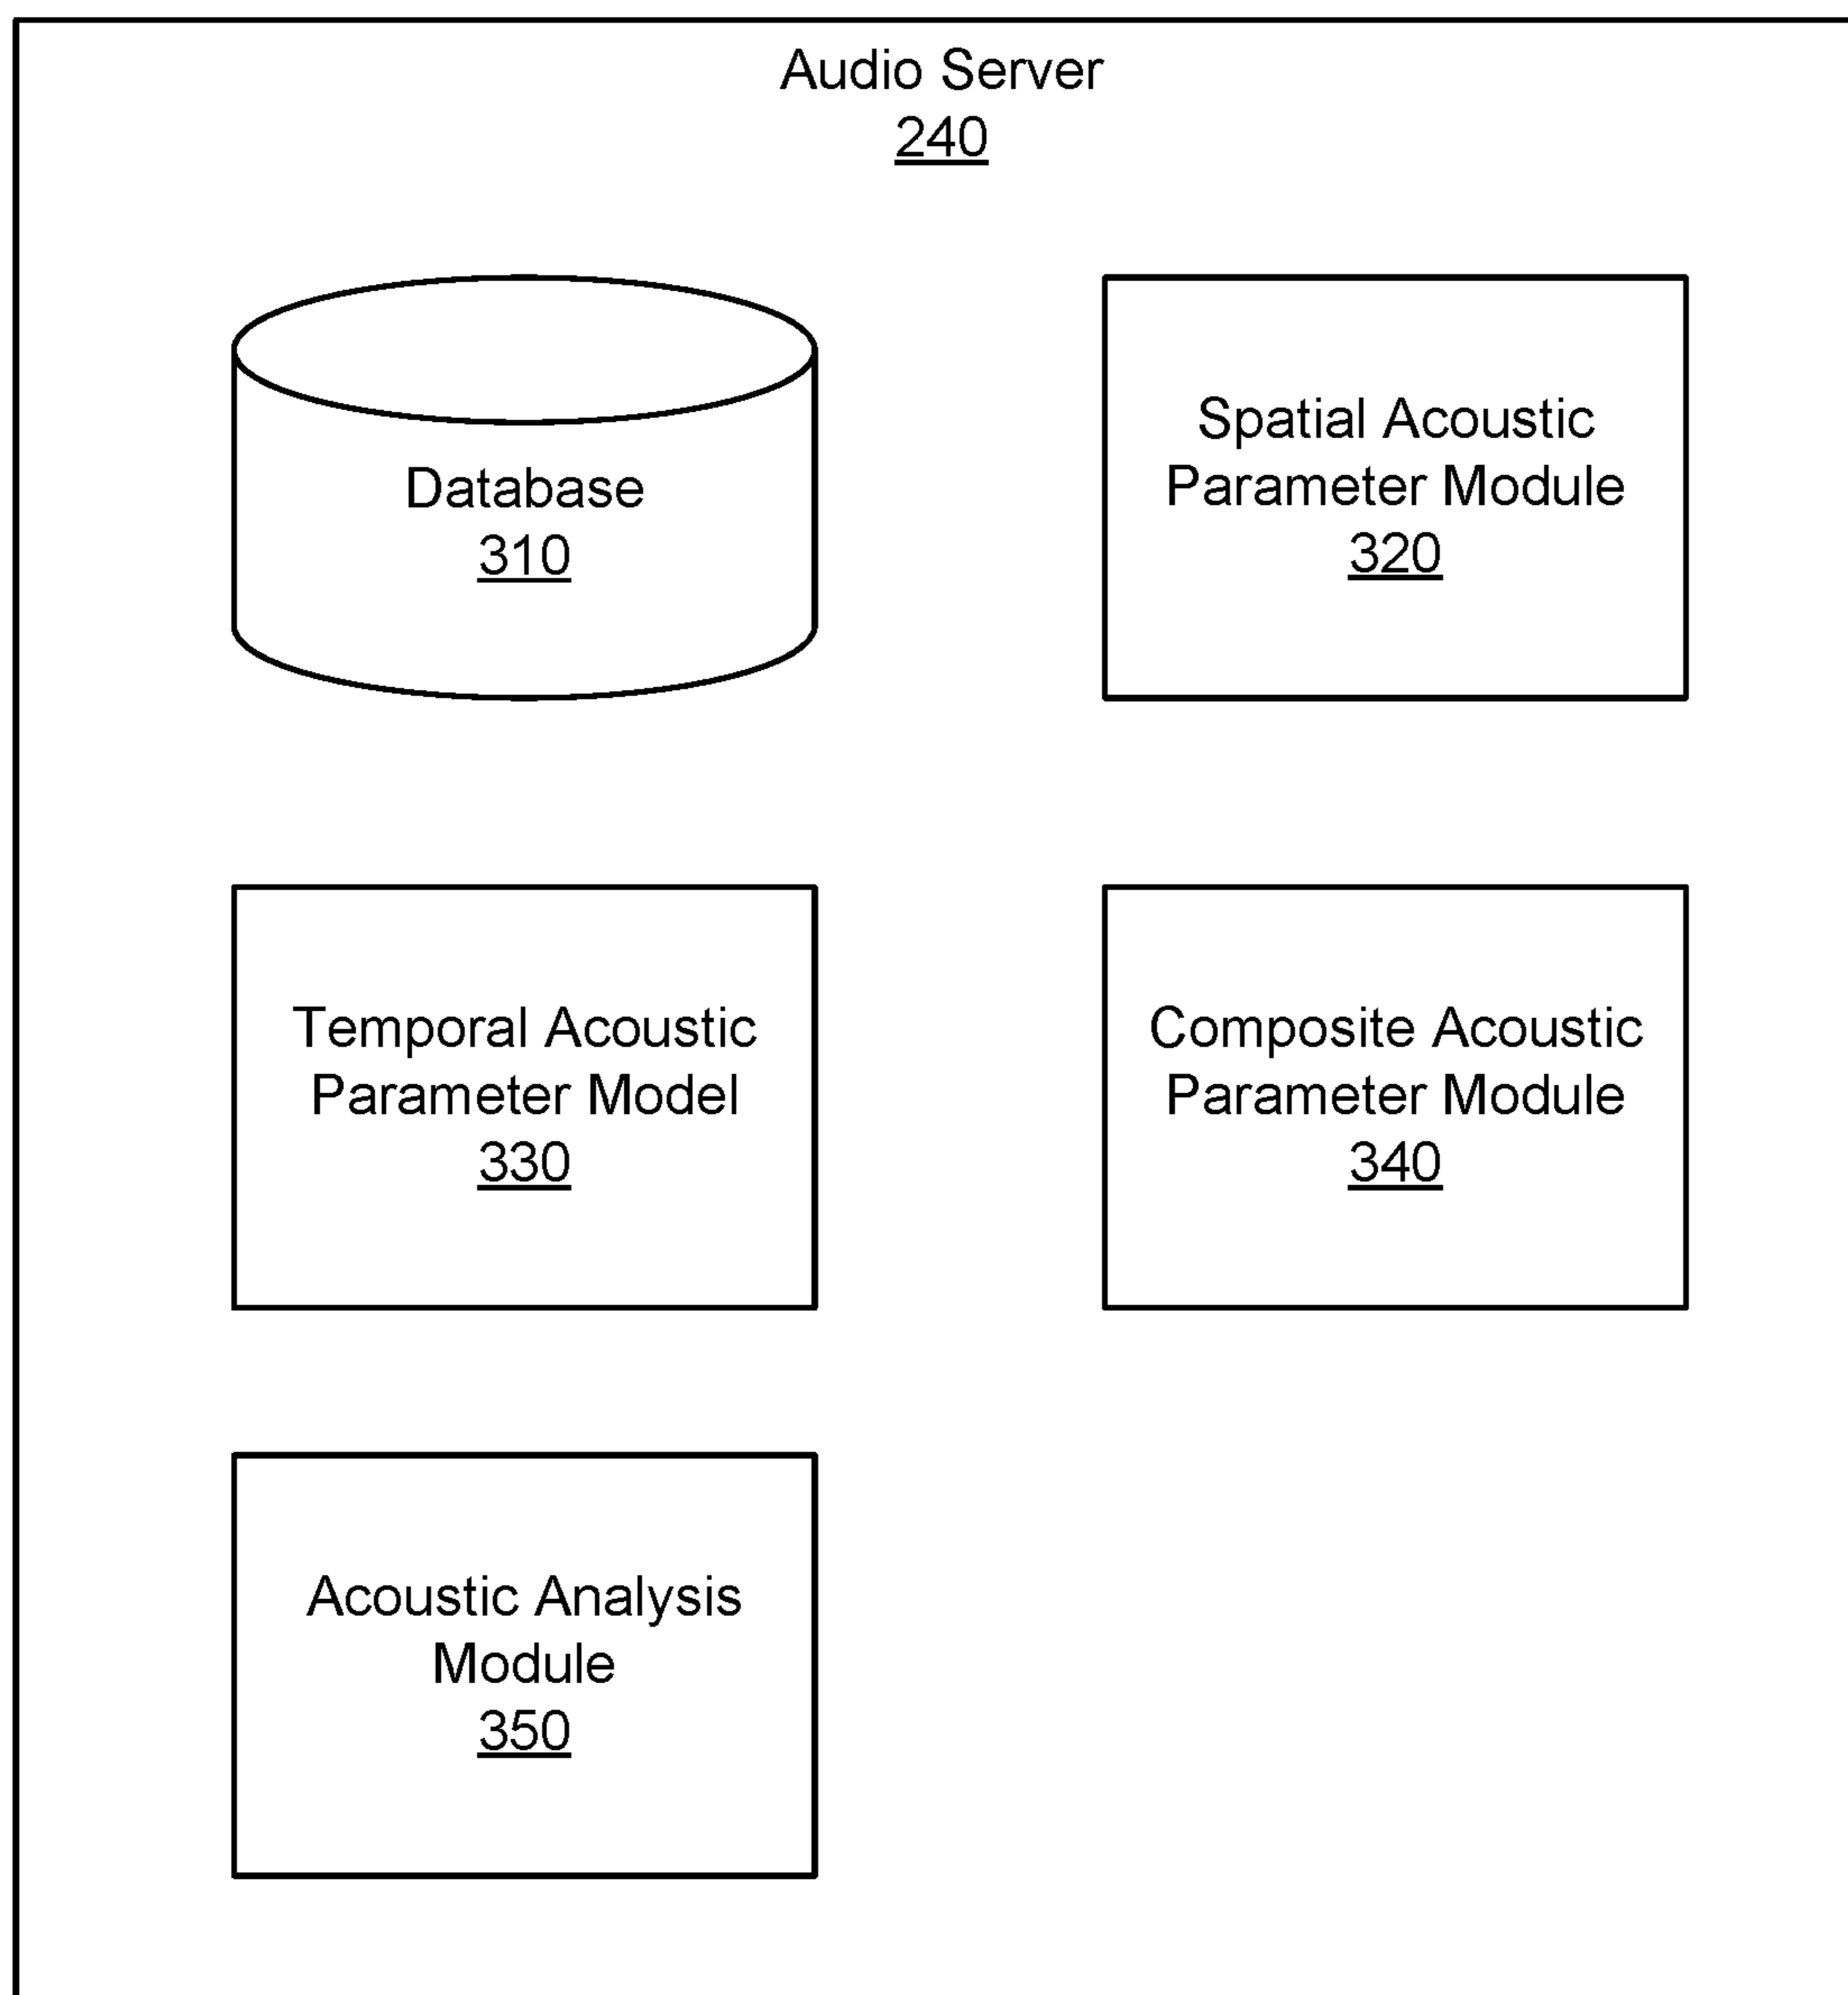 Audio Server
240
Database
310
Spatial Acoustic
Parameter Module
320
Temporal Acoustic
Parameter Model
330
Composite Acoustic
Parameter Module
340
Acoustic Analysis
Module
350